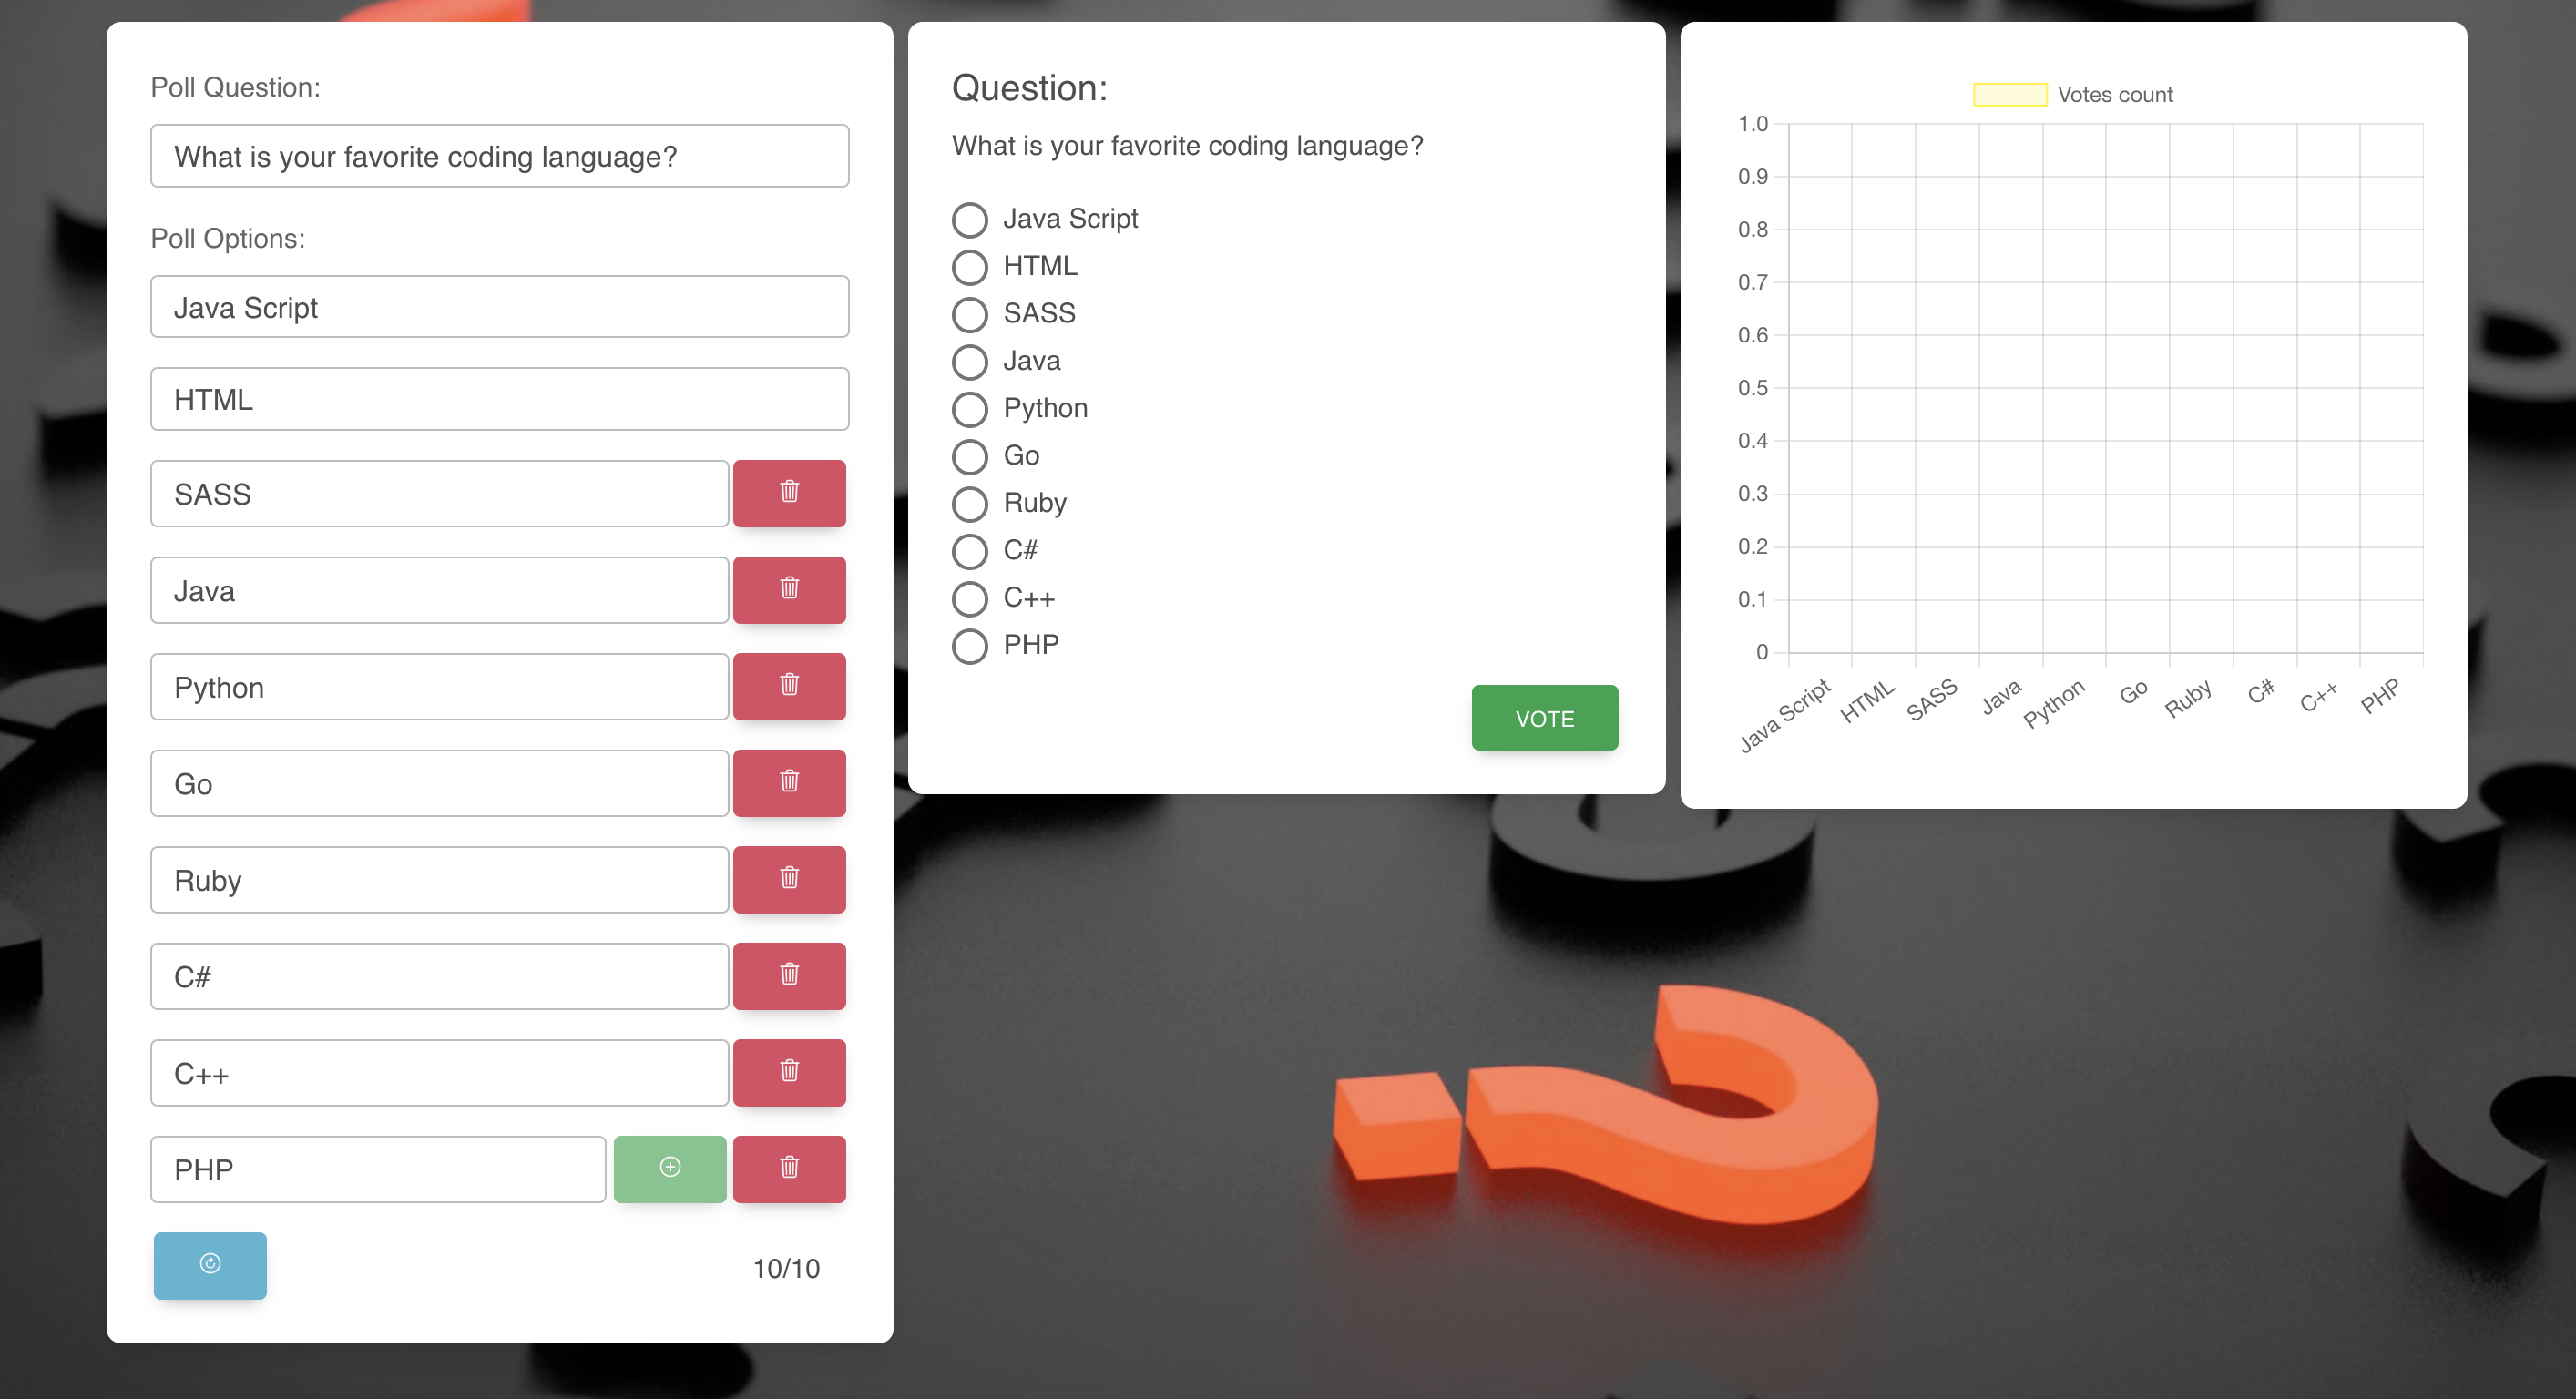 Poll Question:
What is your favorite coding language?
Poll Options:
Java Script
HTML
SASS
Java
Python
Go
Ruby
C#
C++
PHP
10/10
Question:
What is your favorite coding language?
Java Script
HTML
SASS
Java
Python
Go
Ruby
C#
C++
PHP
VOTE
Votes count
1.0
0.9
0.8
0.7
0.6
0.5
0.4
0.3
0.2
0.1
0
Java Script
HTML
SASS
Java
Python
Go
Ruby
C#
C++
PHP